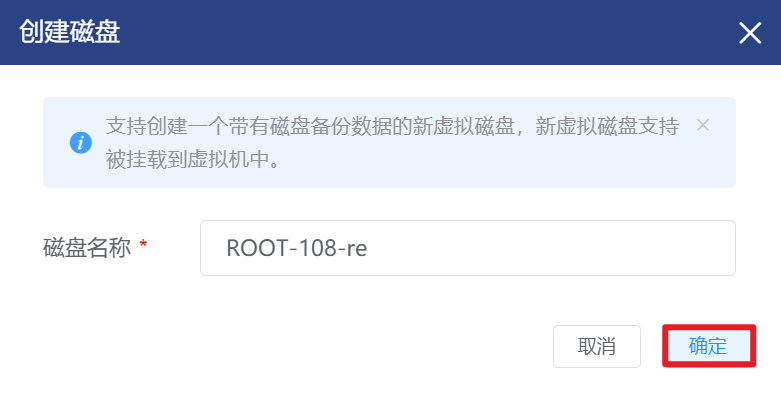 创建磁盘
支持创建一个带有磁盘备份数据的新虚拟磁盘，新虚拟磁盘支持
被挂载到虚拟机中。
磁盘名称 * ROOT-108-re
取消 确定